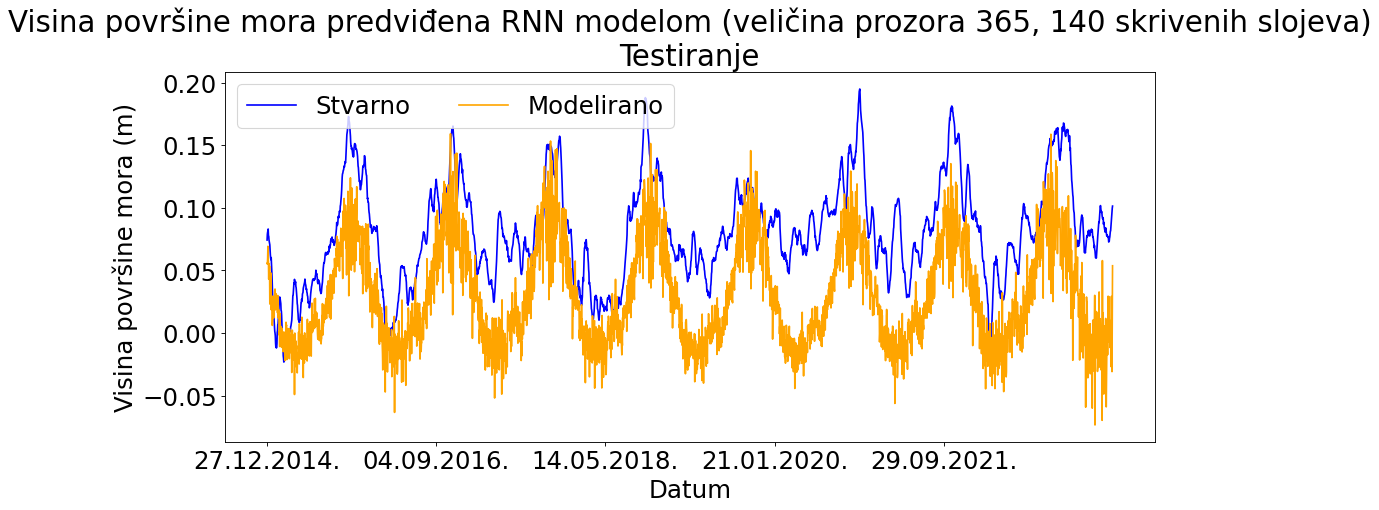 Visina površine mora predviđena RNN modelom (veličina prozora 365, 140 skrivenih slojeva)
Testiranje
Stvarno Modelirano
Visina površine mora (m)
0.20
0.15
0.10
0.05
0.00
−0.05
27.12.2014. 04.09.2016. 14.05.2018. 21.01.2020. 29.09.2021.
Datum